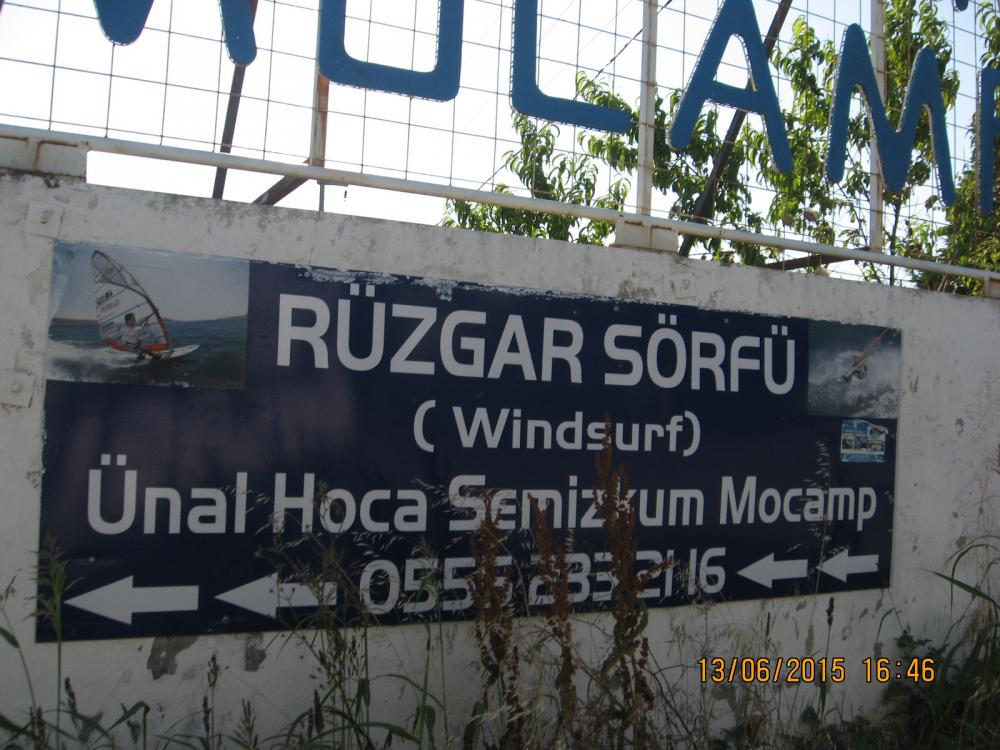 RÜZGAR SÖRFÜ
( Windsurf)
Ünal Hoca Semizkum Mocamp
13/06/2015 16:46